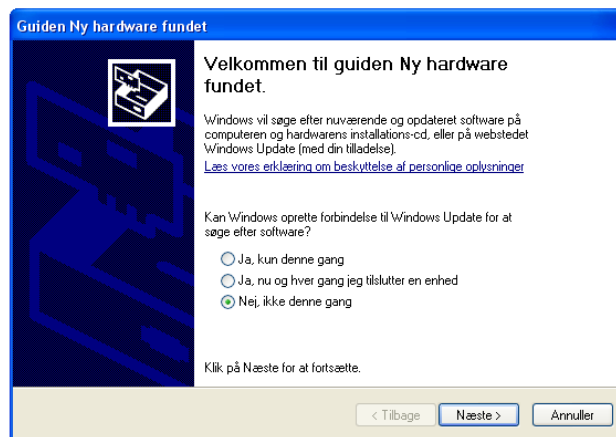 Guiden Ny hardware fundet
Velkommen til guiden Ny hardware
fundet.
Windows vil søge efter nuværende og opdateret software på
computeren og hardwarens installations-cd, eller på webstedet
Windows Update (med din tilladelse).
Læs vores erklæring om beskyttelse af personlige oplysninger
Kan Windows oprette forbindelse til Windows Update for at
søge efter software?
Ja, kun denne gang
Ja, nu og hver gang jeg tilslutter en enhed
Nej, ikke denne gang
Klik på Næste for at fortsætte.
< Tilbage Næste > Annuller